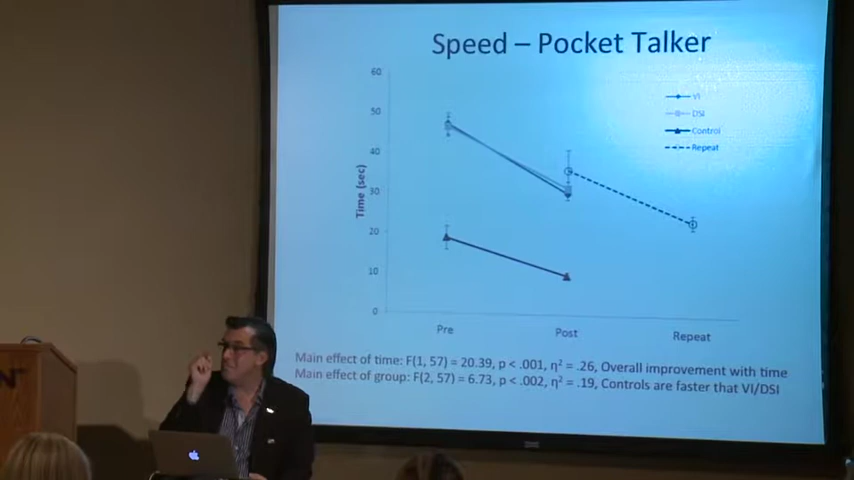 Speed – Pocket Talker
60
50
40
30
20
10
0
Time (sec)
VI
DSI
Control
Repeat
Pre
Post
Repeat
Main effect of time: F(1, 57) = 20.39, p < .001, η² = .26, Overall improvement with time
Main effect of group: F(2, 57) = 6.73, p < .002, η² = .19, Controls are faster that VI/DSI